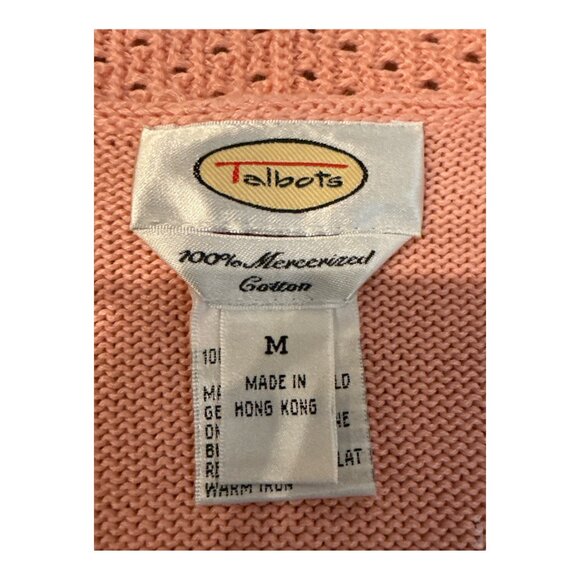 Talbots
100% Mercerized
Cotton
M
MADE IN
HONG KONG
WARM IRON